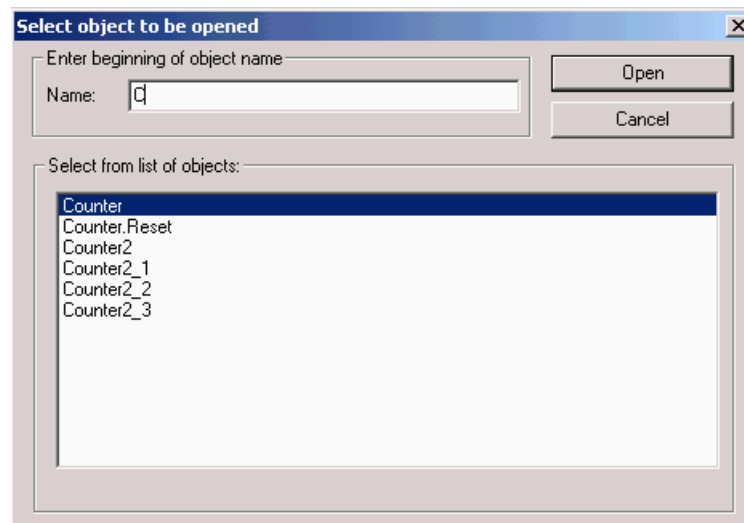 Select object to be opened
Enter beginning of object name
Name: C
Open
Cancel
Select from list of objects:
Counter
Counter.Reset
Counter2
Counter2_1
Counter2_2
Counter2_3